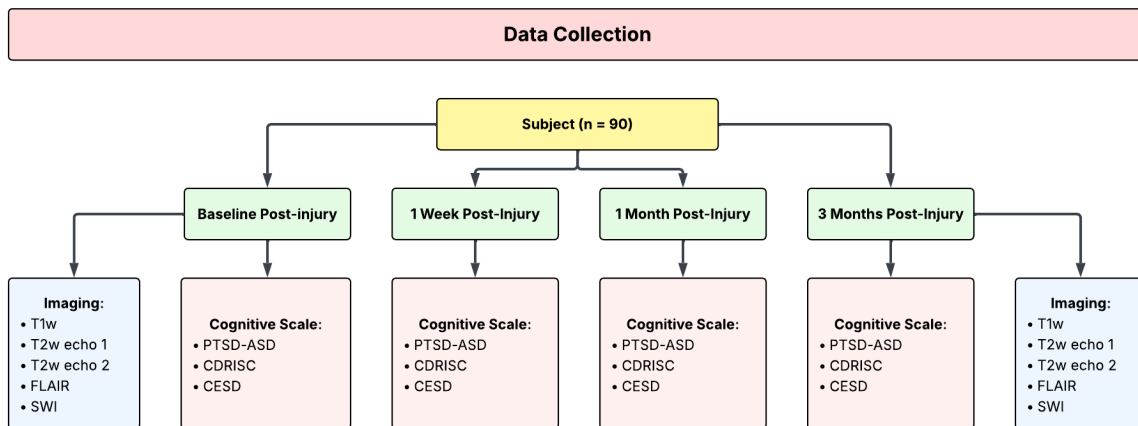 Data Collection
Subject (n = 90)
Baseline Post-injury
1 Week Post-Injury
1 Month Post-Injury
3 Months Post-Injury
Imaging:
• T1w
• T2w echo 1
• T2w echo 2
• FLAIR
• SWI
Cognitive Scale:
• PTSD-ASD
• CDRISC
• CESD
Cognitive Scale:
• PTSD-ASD
• CDRISC
• CESD
Cognitive Scale:
• PTSD-ASD
• CDRISC
• CESD
Cognitive Scale:
• PTSD-ASD
• CDRISC
• CESD
Imaging:
• T1w
• T2w echo 1
• T2w echo 2
• FLAIR
• SWI